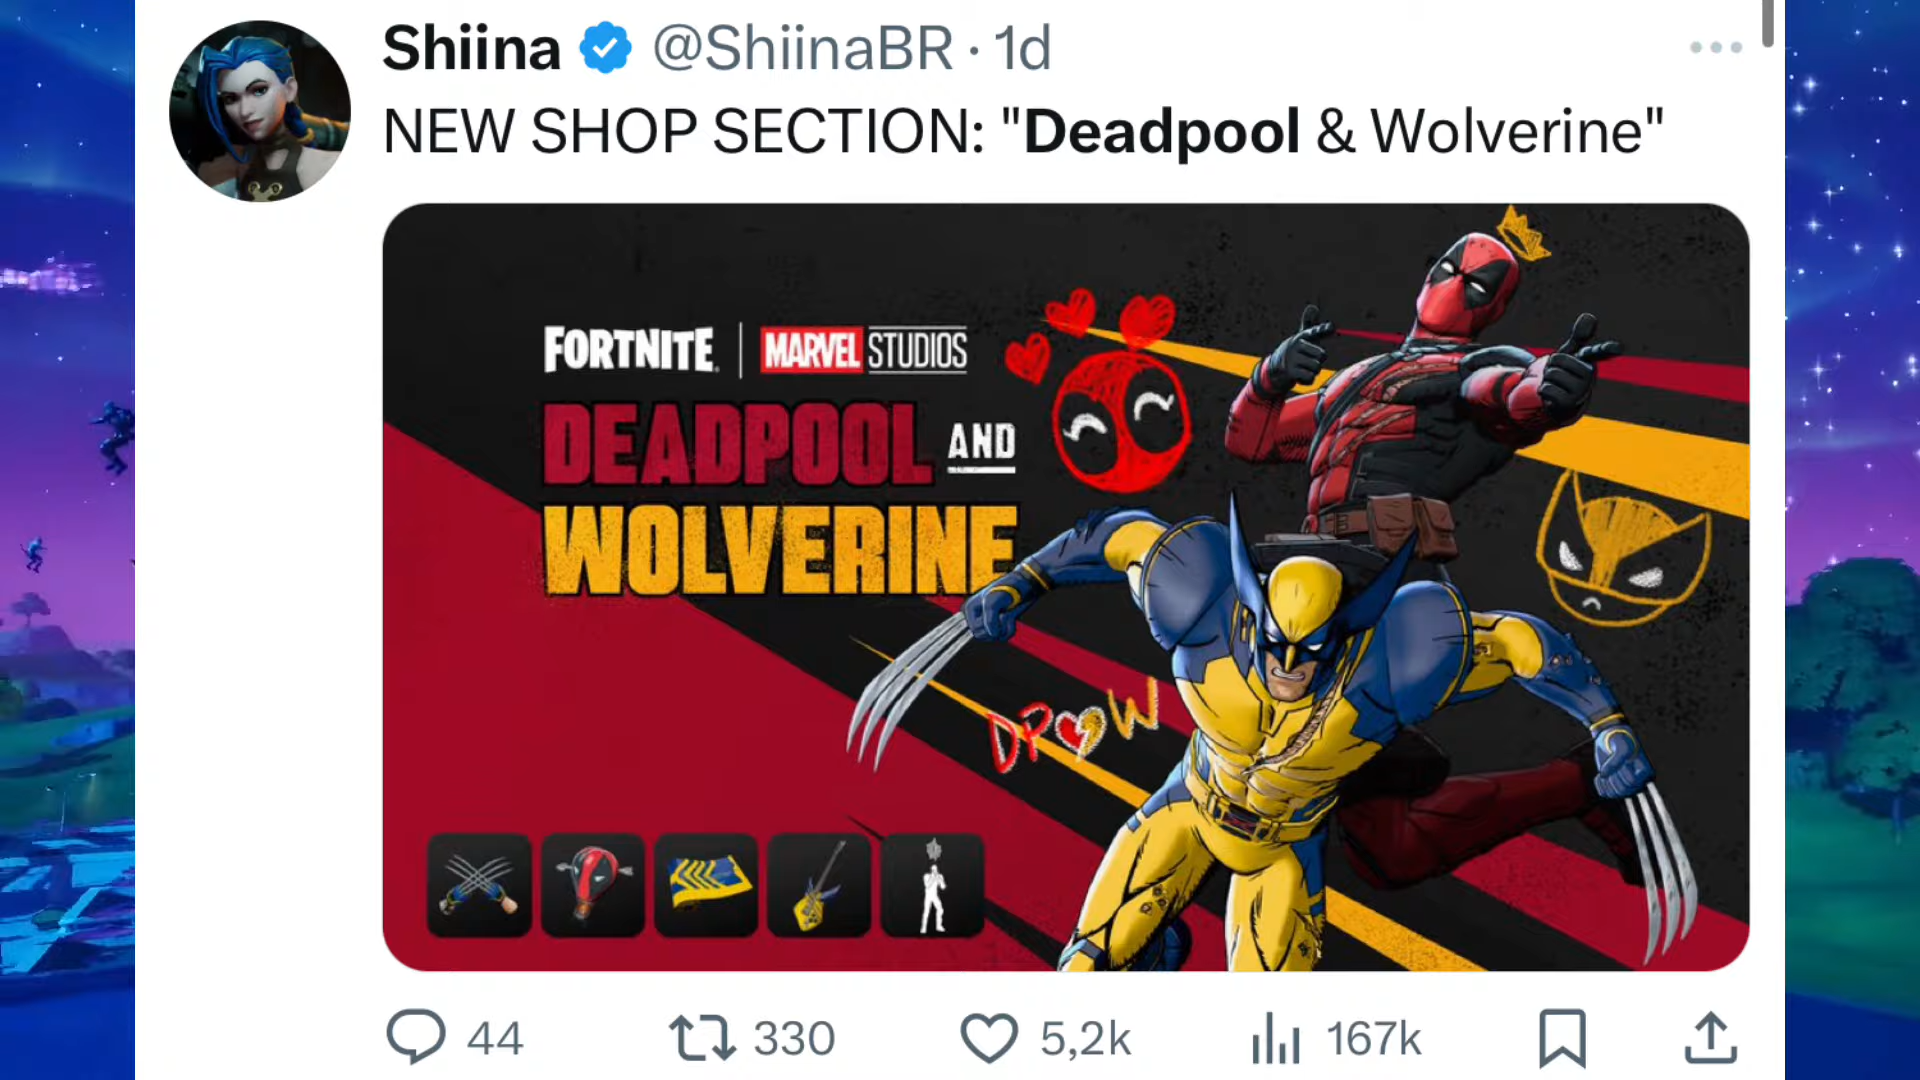 Shiina @ShiinaBR · 1d
NEW SHOP SECTION: "Deadpool & Wolverine"
FORTNITE | MARVEL STUDIOS
DEADPOOL AND
WOLVERINE
DP W
44 330 5,2k 167k